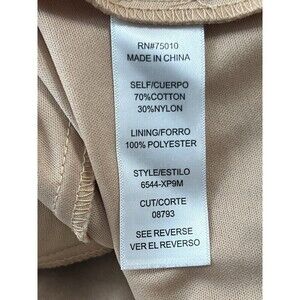 RN#75010
MADE IN CHINA
SELF/CUERPO
70%COTTON
30%NYLON
LINING/FORRO
100% POLYESTER
STYLE/ESTILO
6544-XP9M
CUT/CORTE
08793
SEE REVERSE
VER EL REVERSO